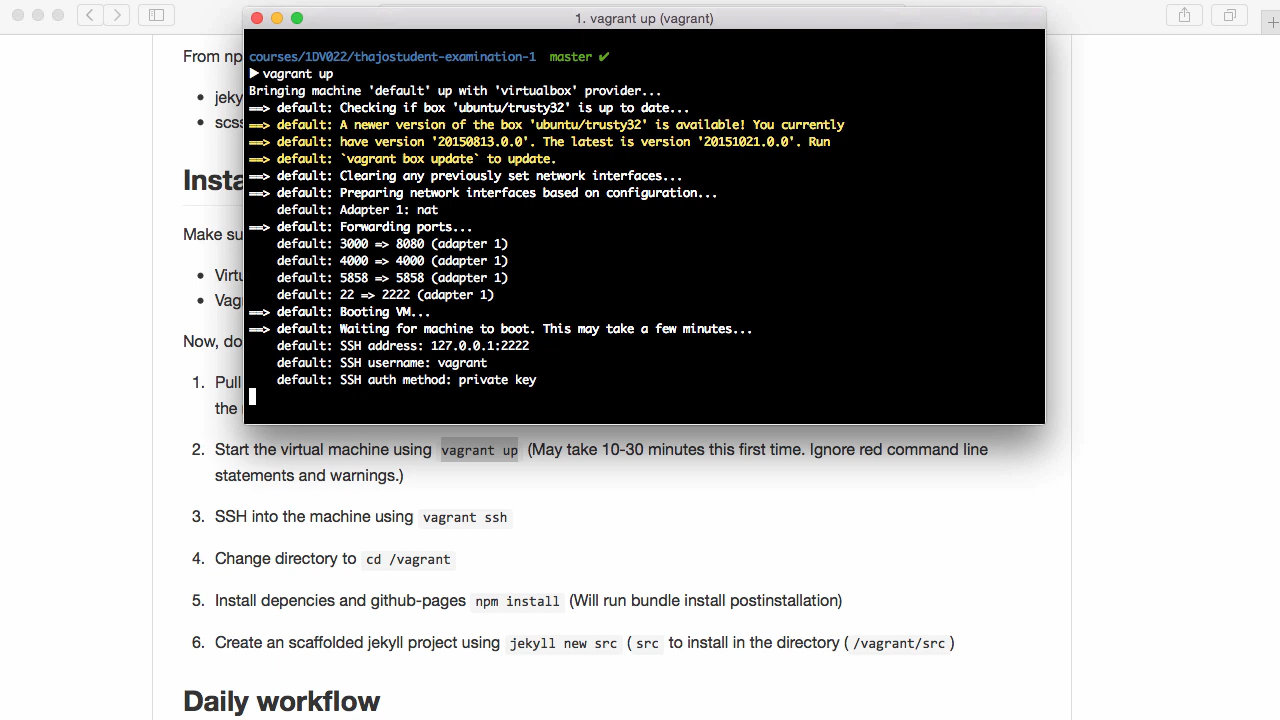 1. vagrant up (vagrant)
From np
jeky
scss
Insta
Make su
Virtu
Vag
Now, do
courses/1DV022/thajostudent-examination-1 master ✔
▶ vagrant up
Bringing machine 'default' up with 'virtualbox' provider...
==> default: Checking if box 'ubuntu/trusty32' is up to date...
==> default: A newer version of the box 'ubuntu/trusty32' is available! You currently
==> default: have version '20150813.0.0'. The latest is version '20151021.0.0'. Run
==> default: `vagrant box update` to update.
==> default: Clearing any previously set network interfaces...
==> default: Preparing network interfaces based on configuration...
default: Adapter 1: nat
==> default: Forwarding ports...
default: 3000 => 8080 (adapter 1)
default: 4000 => 4000 (adapter 1)
default: 5858 => 5858 (adapter 1)
default: 22 => 2222 (adapter 1)
==> default: Booting VM...
==> default: Waiting for machine to boot. This may take a few minutes...
default: SSH address: 127.0.0.1:2222
default: SSH username: vagrant
default: SSH auth method: private key
1. Pull
the
2. Start the virtual machine using vagrant up (May take 10-30 minutes this first time. Ignore red command line
statements and warnings.)
3. SSH into the machine using vagrant ssh
4. Change directory to cd /vagrant
5. Install depencies and github-pages npm install (Will run bundle install postinstallation)
6. Create an scaffolded jekyll project using jekyll new src ( src to install in the directory ( /vagrant/src )
Daily workflow